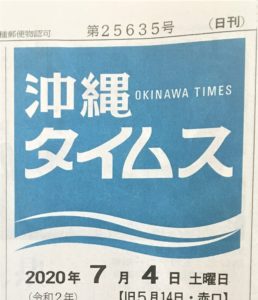 種郵便物認可 第25635号 (日刊)
沖縄
OKINAWA TIMES
タイムス
2020年 7月 4日 土曜日
(令和2年) 【旧5月14日・赤口】